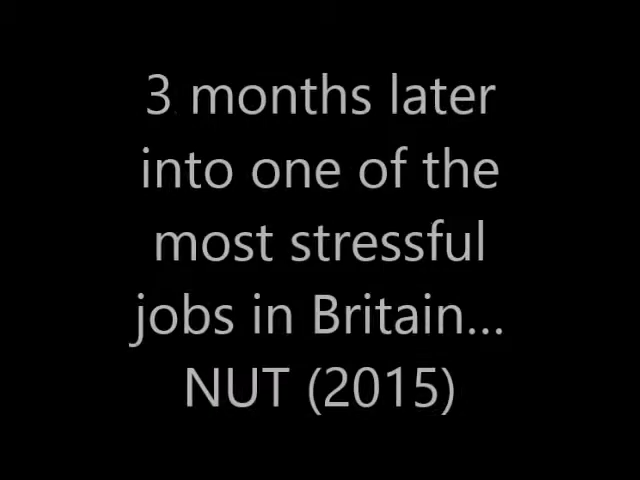 3 months later
into one of the
most stressful
jobs in Britain...
NUT (2015)